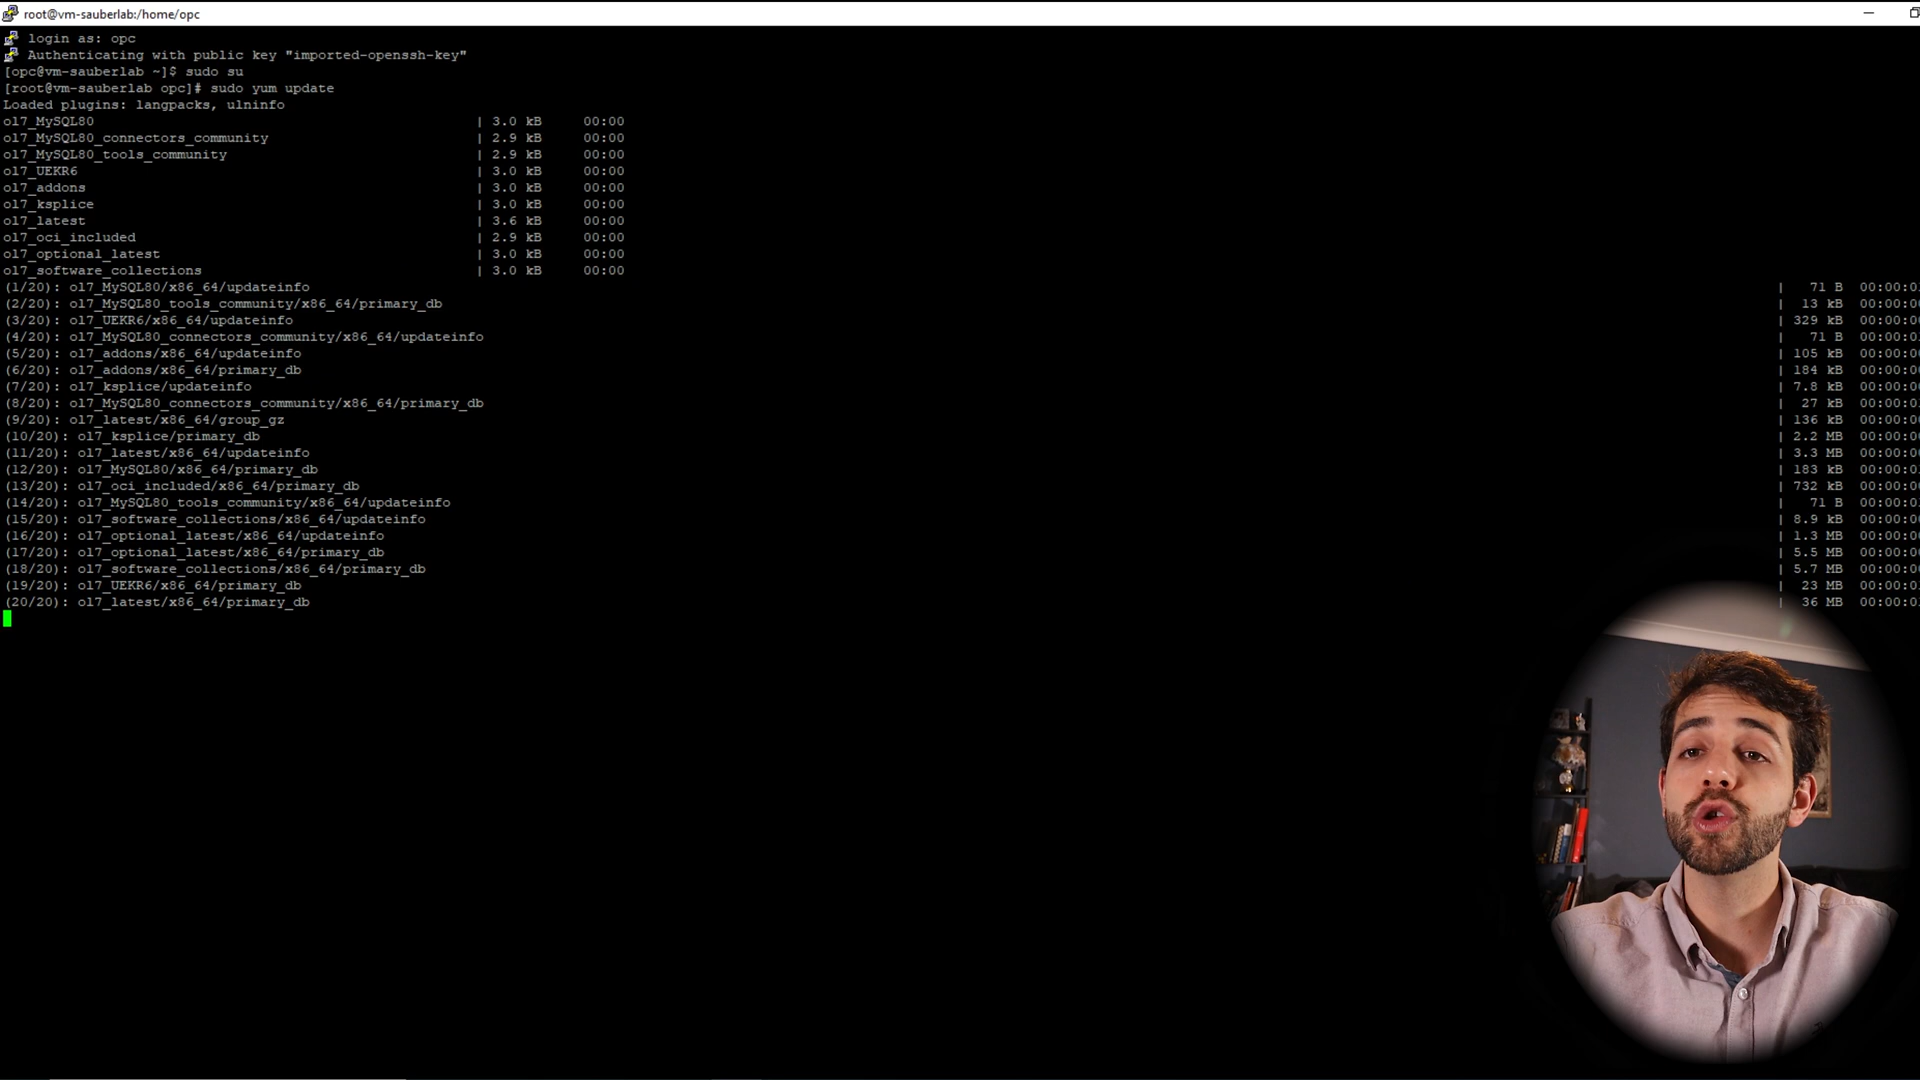 root@vm-sauberlab:/home/opc
login as: opc
Authenticating with public key "imported-openssh-key"
[opc@vm-sauberlab ~]$ sudo su
[root@vm-sauberlab opc]# sudo yum update
Loaded plugins: langpacks, ulninfo
ol7_MySQL80 | 3.0 kB 00:00
ol7_MySQL80_connectors_community | 2.9 kB 00:00
ol7_MySQL80_tools_community | 2.9 kB 00:00
ol7_UEKR6 | 3.0 kB 00:00
ol7_addons | 3.0 kB 00:00
ol7_ksplice | 3.0 kB 00:00
ol7_latest | 3.6 kB 00:00
ol7_oci_included | 2.9 kB 00:00
ol7_optional_latest | 3.0 kB 00:00
ol7_software_collections | 3.0 kB 00:00
(1/20): ol7_MySQL80/x86_64/updateinfo | 71 B
(2/20): ol7_MySQL80_tools_community/x86_64/primary_db | 13 kB
(3/20): ol7_UEKR6/x86_64/updateinfo | 329 kB
(4/20): ol7_MySQL80_connectors_community/x86_64/updateinfo | 71 B
(5/20): ol7_addons/x86_64/updateinfo | 105 kB
(6/20): ol7_addons/x86_64/primary_db | 184 kB
(7/20): ol7_ksplice/updateinfo | 7.8 kB
(8/20): ol7_MySQL80_connectors_community/x86_64/primary_db | 27 kB
(9/20): ol7_latest/x86_64/group_gz | 136 kB
(10/20): ol7_ksplice/primary_db | 2.2 MB
(11/20): ol7_latest/x86_64/updateinfo | 3.3 MB
(12/20): ol7_MySQL80/x86_64/primary_db | 183 kB
(13/20): ol7_oci_included/x86_64/primary_db | 732 kB
(14/20): ol7_MySQL80_tools_community/x86_64/updateinfo | 71 B
(15/20): ol7_software_collections/x86_64/updateinfo | 8.9 kB
(16/20): ol7_optional_latest/x86_64/updateinfo | 1.3 MB
(17/20): ol7_optional_latest/x86_64/primary_db | 5.5 MB
(18/20): ol7_software_collections/x86_64/primary_db | 5.7 MB
(19/20): ol7_UEKR6/x86_64/primary_db | 23 MB
(20/20): ol7_latest/x86_64/primary_db | 36 MB